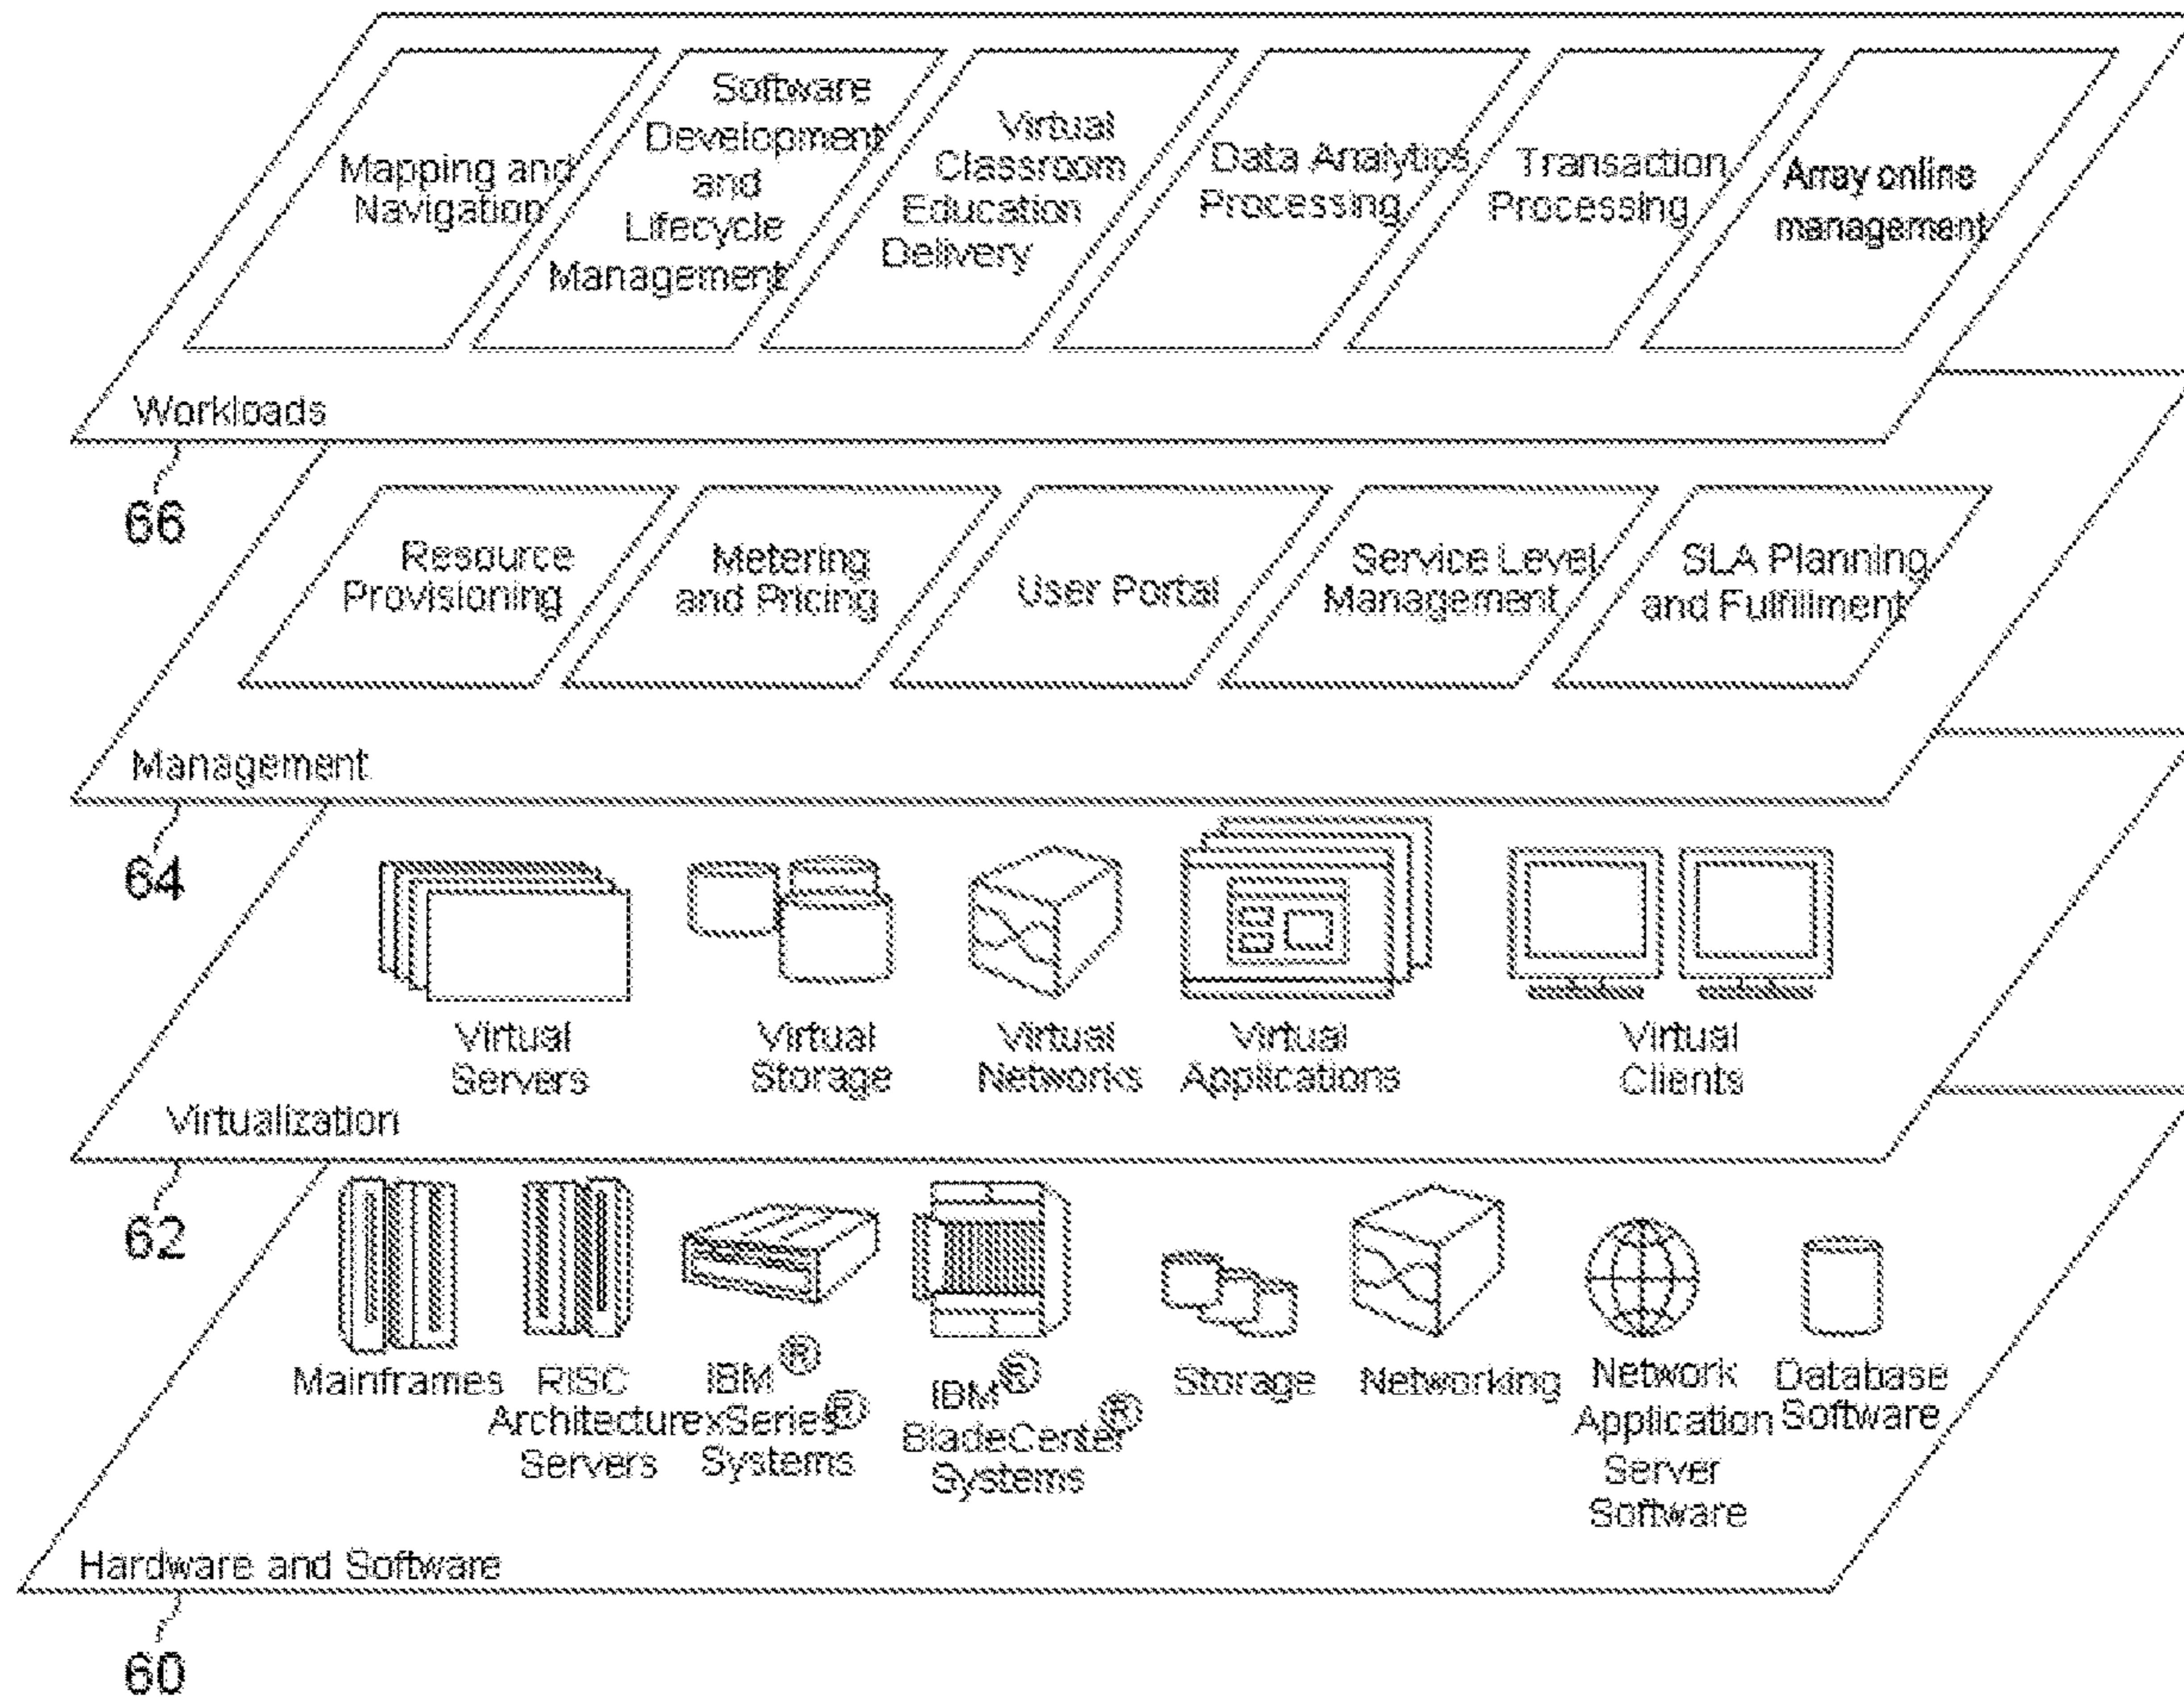 Mapping and
Navigation
Software
Development
and
Lifecycle
Management
Virtual
Classroom
Education
Delivery
Data Analytics
Processing
Transaction
Processing
Array online
management
Workloads
66
Resource
Provisioning
Metering
and Pricing
User Portal
Service Level
Management
SLA Planning
and Fulfillment
Management
64
Virtual
Servers
Virtual
Storage
Virtual
Networks
Virtual
Applications
Virtual
Clients
Virtualization
62
Mainframes
RISC
Architecture
Servers
IBM®
xSeries®
Systems
IBM®
BladeCenter®
Systems
Storage
Networking
Network
Application
Server
Software
Database
Software
Hardware and Software
60